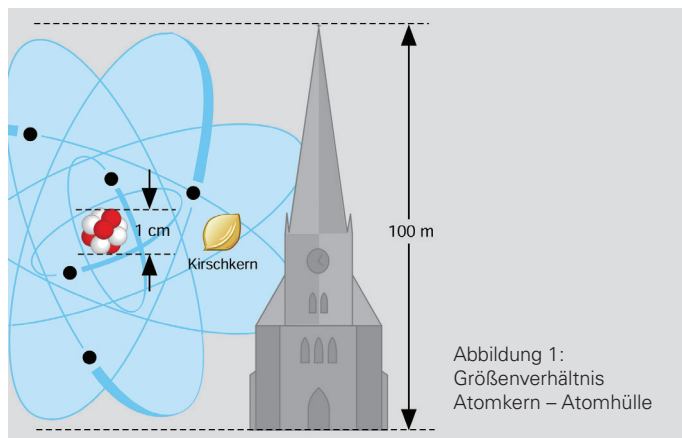 1 cm
Kirschkern
100 m
Abbildung 1:
Größenverhältnis
Atomkern – Atomhülle